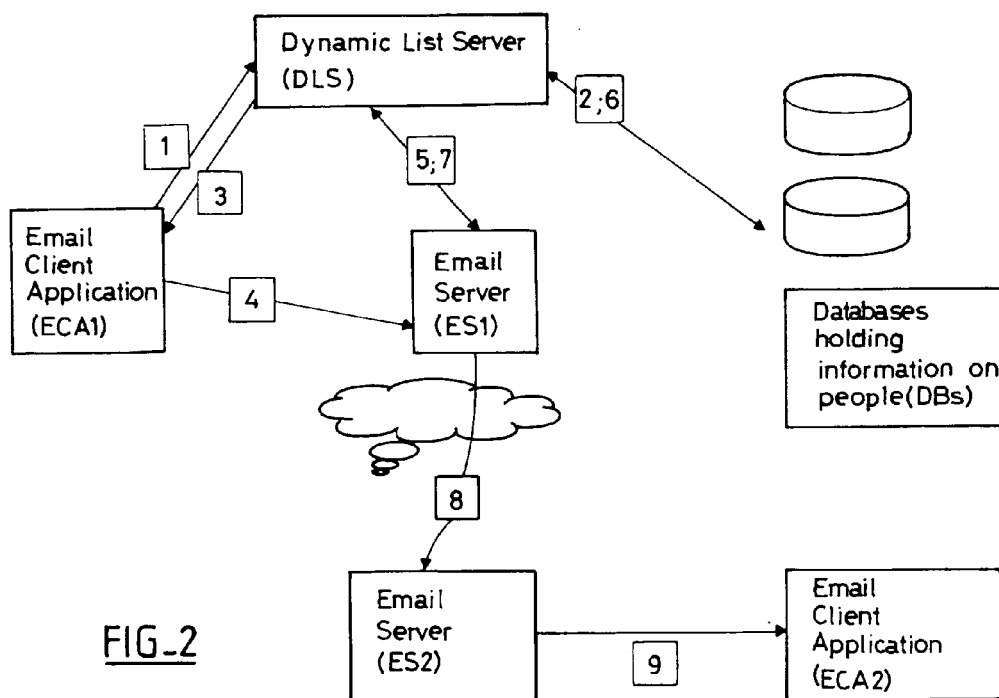 Dynamic List Server
(DLS)
2;6
1
5;7
3
Email
Client
Application
(ECA1)
4
Email
Server
(ES1)
Databases
holding
information on
people(DBs)
8
Email
Server
(ES2)
9
Email
Client
Application
(ECA2)
FIG_2